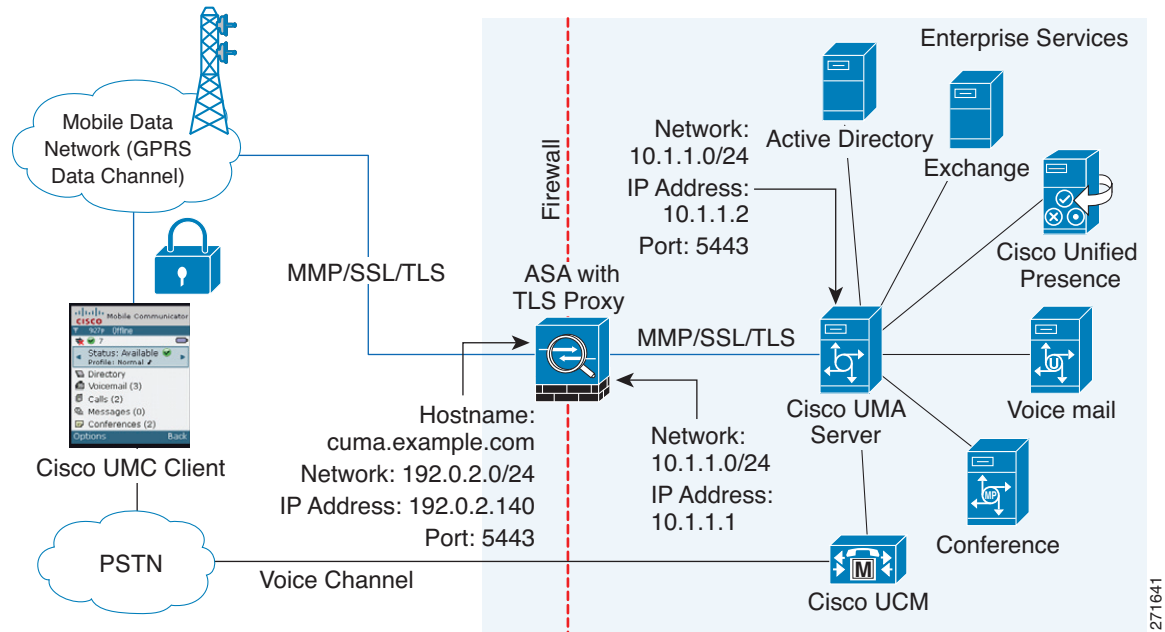 Enterprise Services
Mobile Data
Network (GPRS
Data Channel)
Firewall
Network:
10.1.1.0/24
IP Address:
10.1.1.2
Port: 5443
Active Directory
Exchange
Cisco Unified
Presence
MMP/SSL/TLS
ASA with
TLS Proxy
MMP/SSL/TLS
CISCO Mobile Communicator
927p Offline
7
Status: Available
Profile: Normal
Directory
Voicemail (3)
Calls (2)
Messages (0)
Conferences (2)
Options Back
Cisco UMC Client
Hostname:
cuma.example.com
Network: 192.0.2.0/24
IP Address: 192.0.2.140
Port: 5443
Network:
10.1.1.0/24
IP Address:
10.1.1.1
Cisco UMA
Server
U
Voice mail
MP
Conference
PSTN
Voice Channel
M
Cisco UCM
271641